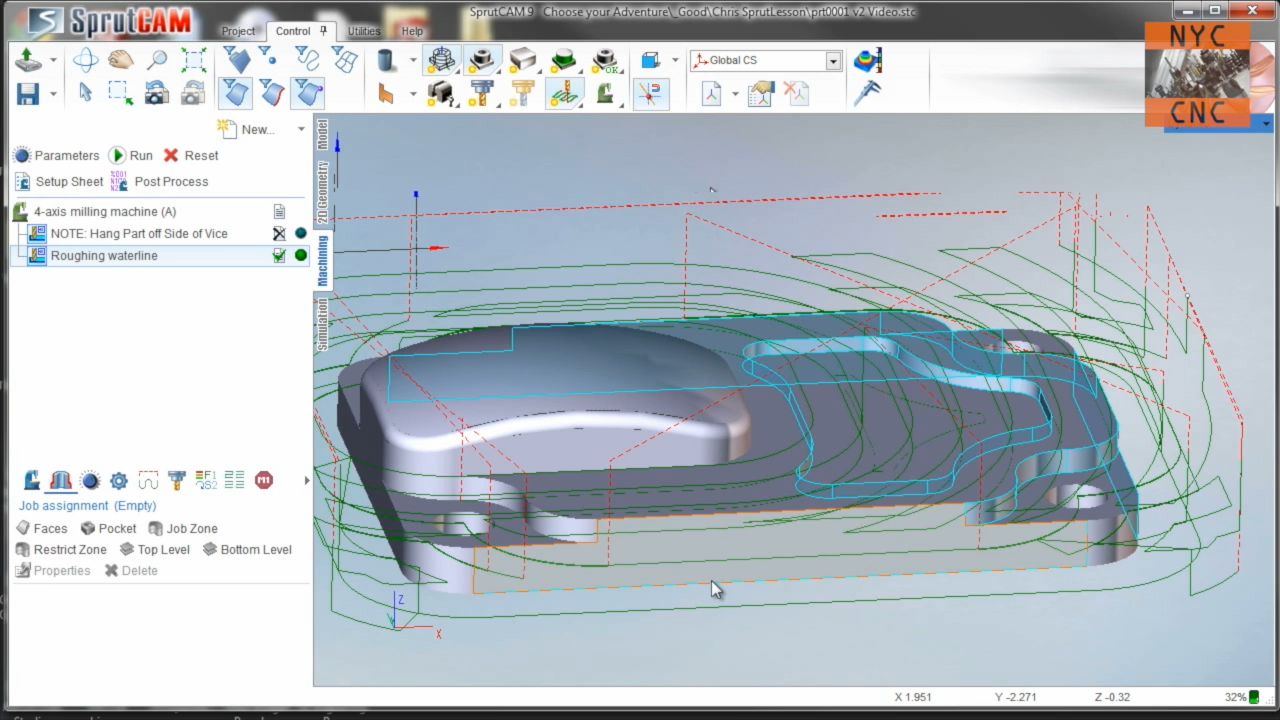 SprutCAM
SprutCAM 9 - Choose your Adventure\_Good\Chris SprutLesson\prt0001 v2 Video.stc
Project Control Utilities Help
Global CS
OK
NYC
CNC
New...
Parameters Run Reset
Setup Sheet Post Process
4-axis milling machine (A)
NOTE: Hang Part off Side of Vice
Roughing waterline
Model
2D Geometry
Machining
Simulation
M1
Job assignment (Empty)
Faces Pocket Job Zone
Restrict Zone Top Level Bottom Level
Properties Delete
Z
X
X 1.951 Y -2.271 Z -0.32 32%